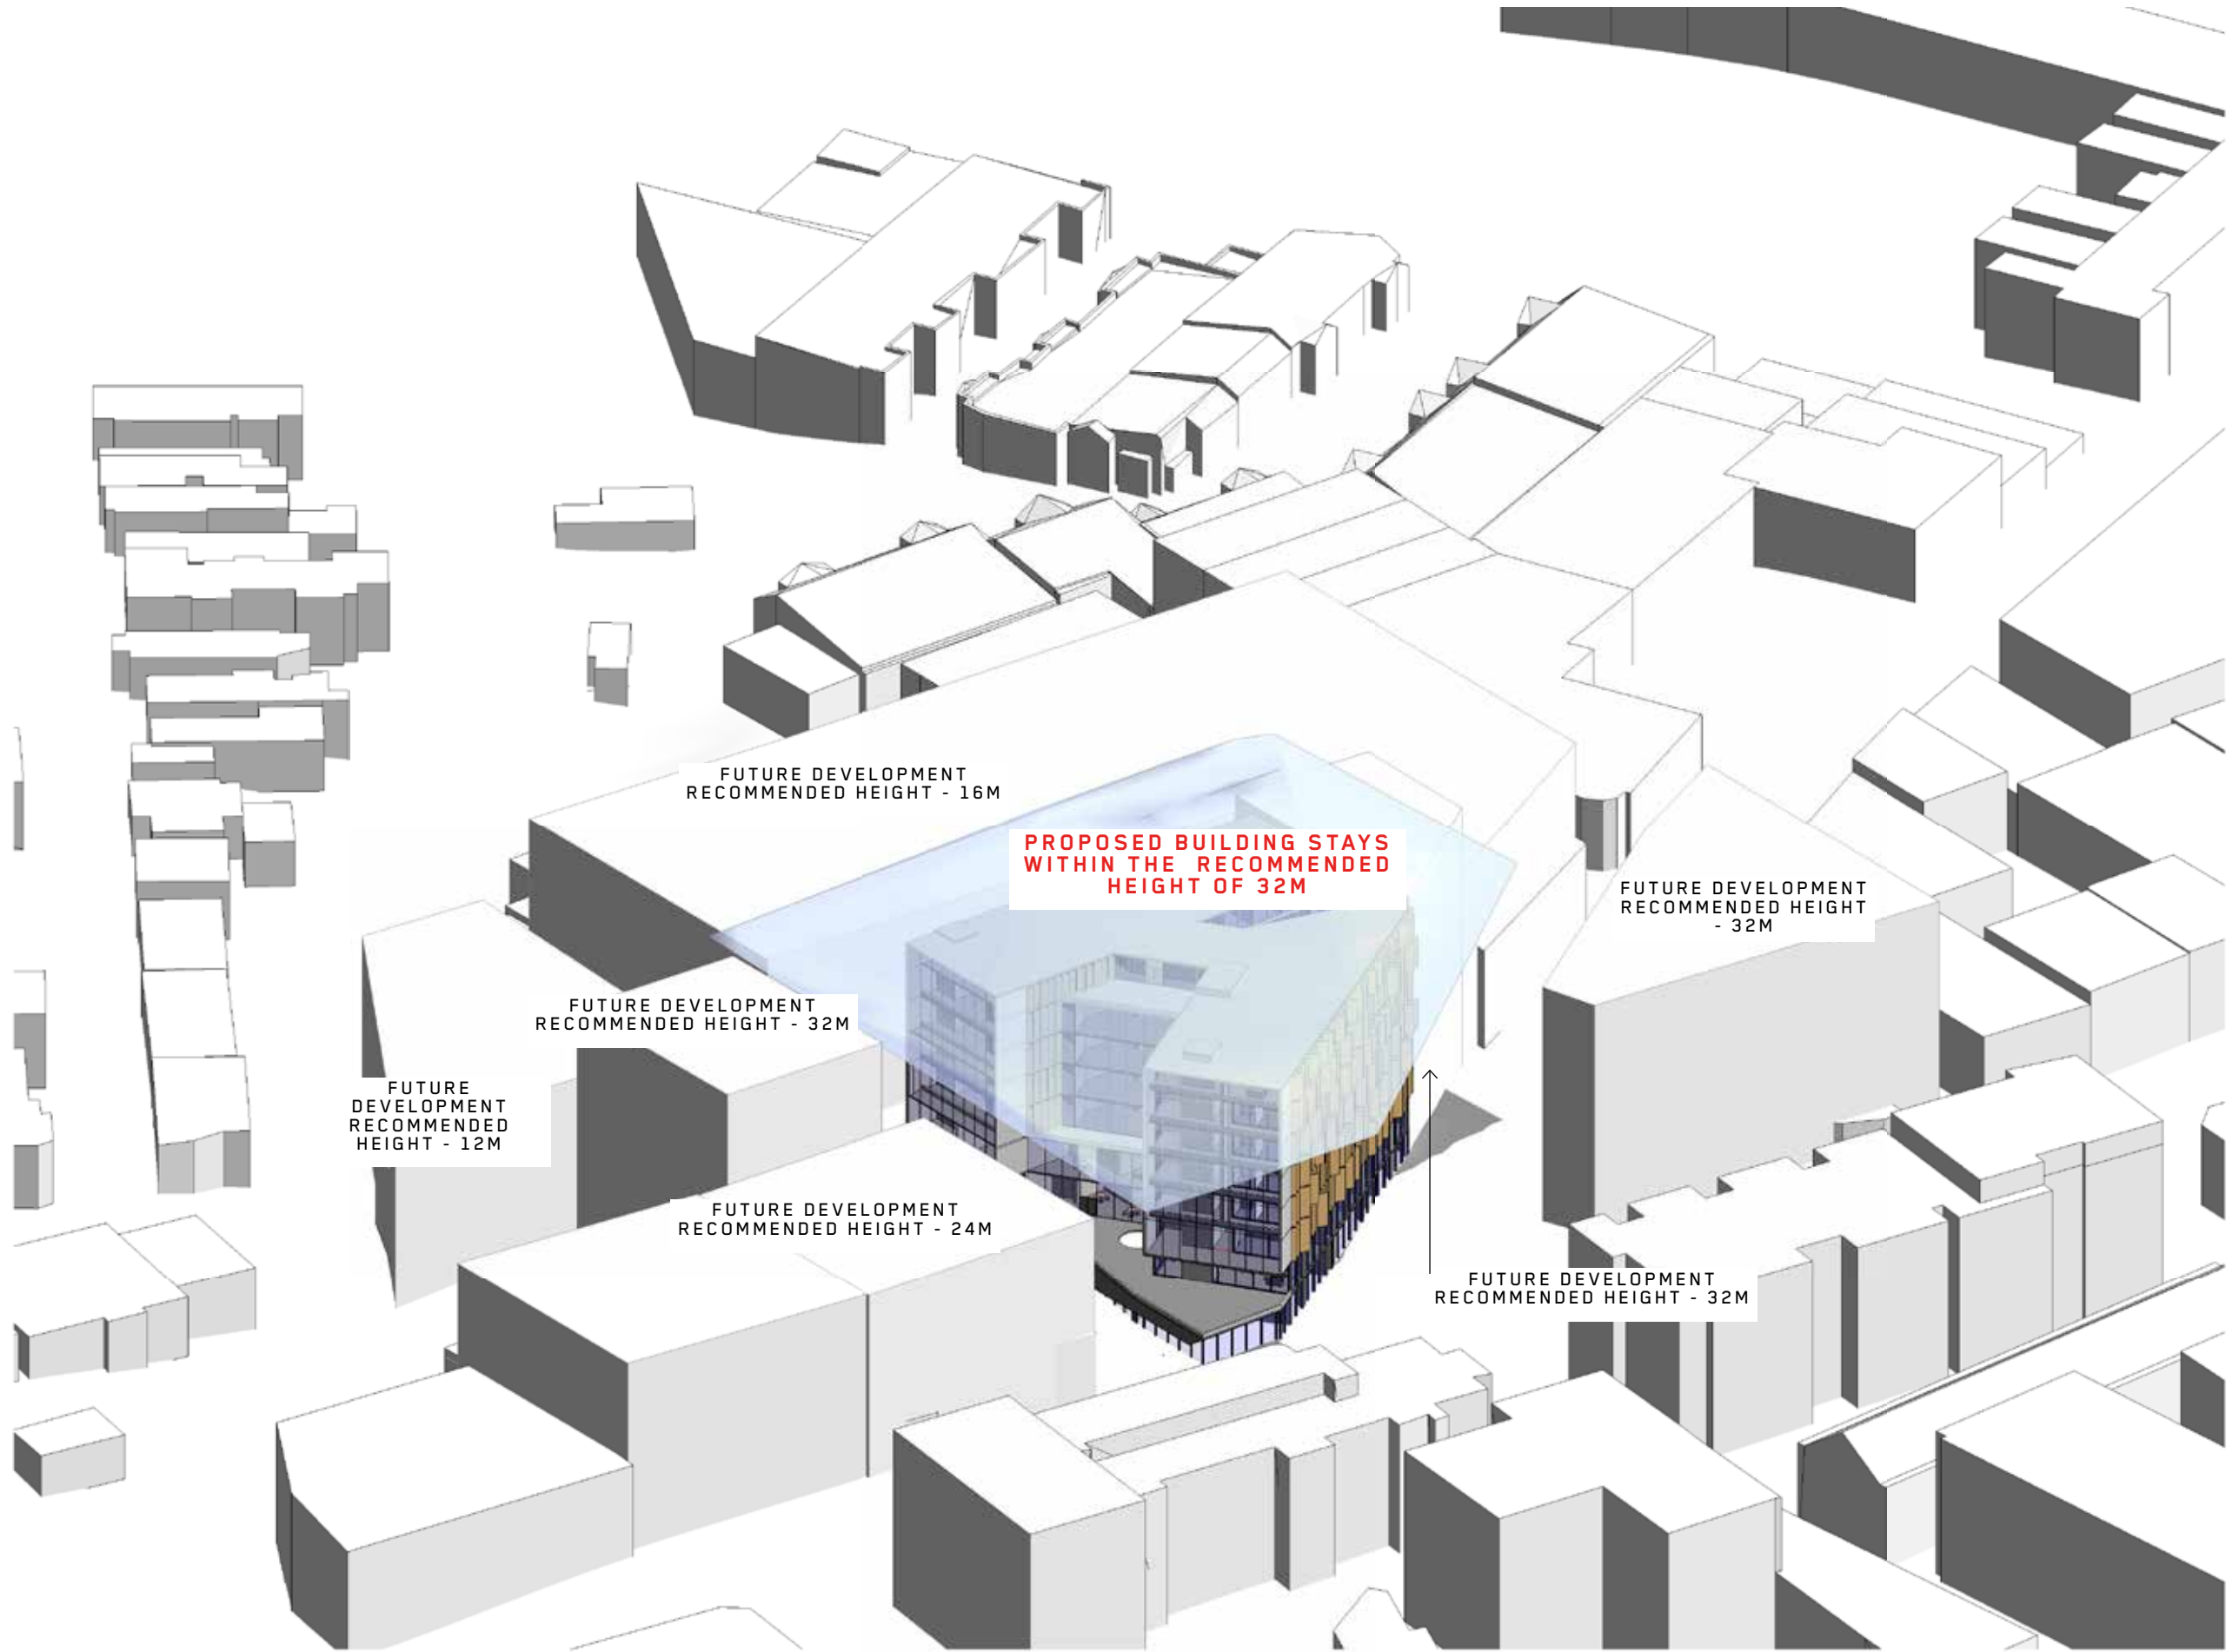 FUTURE DEVELOPMENT
RECOMMENDED HEIGHT - 16M
PROPOSED BUILDING STAYS
WITHIN THE RECOMMENDED
HEIGHT OF 32M
FUTURE DEVELOPMENT
RECOMMENDED HEIGHT
- 32M
FUTURE DEVELOPMENT
RECOMMENDED HEIGHT - 32M
FUTURE
DEVELOPMENT
RECOMMENDED
HEIGHT - 12M
FUTURE DEVELOPMENT
RECOMMENDED HEIGHT - 24M
FUTURE DEVELOPMENT
RECOMMENDED HEIGHT - 32M